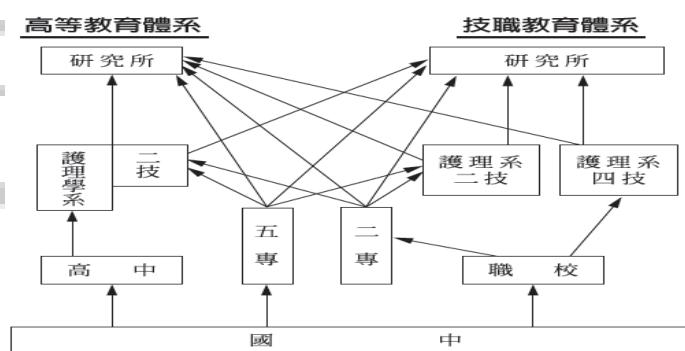 高等教育體系 技職教育體系
研究所 研究所
護理學系 二技 護理系二技 護理系四技
五專 二專
高中 職校
國中